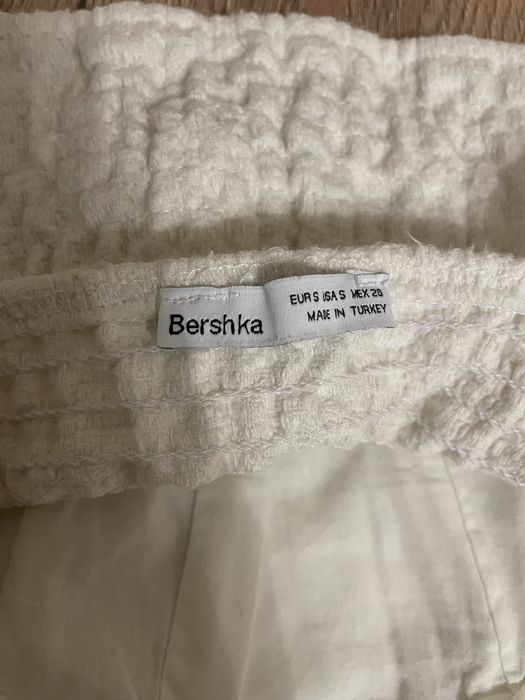 Bershka
EUR S USA S MEX 26
MADE IN TURKEY